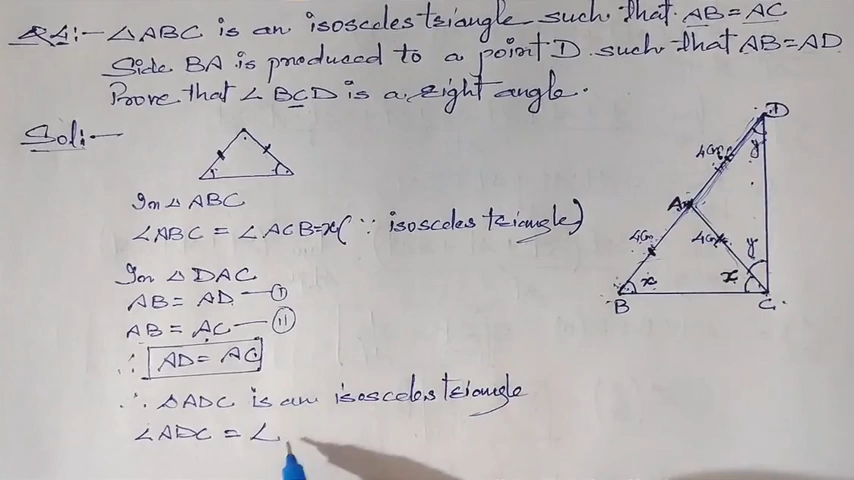 Q4:- △ABC is an isosceles triangle such that AB = AC
Side BA is produced to a point D such that AB = AD
Prove that ∠BCD is a right angle.
Sol:-
In △ABC
∠ABC = ∠ACB = x (∵ isosceles triangle)
In △DAC
AB = AD — (I)
AB = AC — (II)
∴ AD = AC
∴ △ADC is an isosceles triangle
∠ADC = ∠
D
y
4cm
A
4cm
4cm
y
x
x
B
C